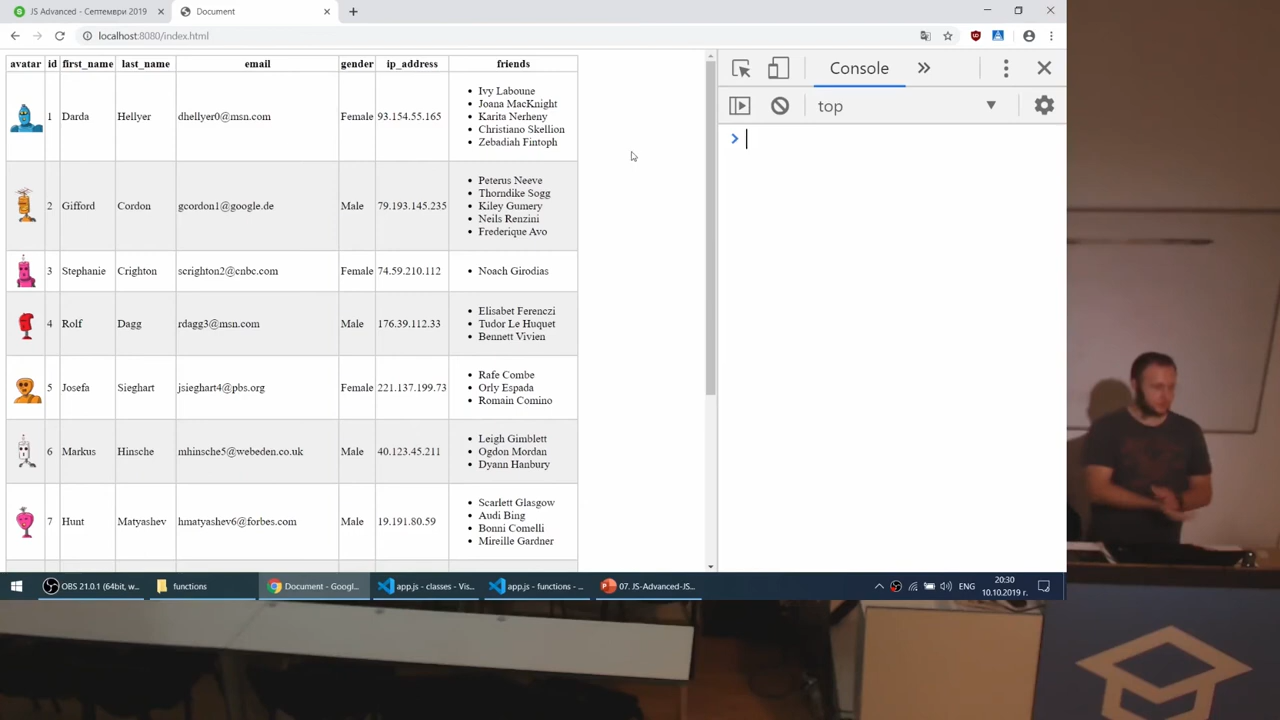 JS Advanced - Септември 2019
Document
localhost:8080/index.html
avatar id first_name last_name email gender ip_address friends
1 Darda Hellyer dhellyer0@msn.com Female 93.154.55.165
Ivy Laboune
Joana MacKnight
Karita Nerheny
Christiano Skellion
Zebadiah Fintoph
2 Gifford Cordon gcordon1@google.de Male 79.193.145.235
Peterus Neeve
Thorndike Sogg
Kiley Gumery
Neils Renzini
Frederique Avo
3 Stephanie Crighton scrighton2@cnbc.com Female 74.59.210.112
Noach Girodias
4 Rolf Dagg rdagg3@msn.com Male 176.39.112.33
Elisabet Ferenczi
Tudor Le Huquet
Bennett Vivien
5 Josefa Sieghart jsieghart4@pbs.org Female 221.137.199.73
Rafe Combe
Orly Espada
Romain Comino
6 Markus Hinsche mhinsche5@webeden.co.uk Male 40.123.45.211
Leigh Gimblett
Ogdon Mordan
Dyann Hanbury
7 Hunt Matyashev hmatyashev6@forbes.com Male 19.191.80.59
Scarlett Glasgow
Audi Bing
Bonni Comelli
Mireille Gardner
Console
top
OBS 21.0.1 (64bit, w...
functions
Document - Googl...
app.js - classes - Vis...
app.js - functions - ...
07. JS-Advanced-JS...
ЕНГ
20:30
10.10.2019 г.